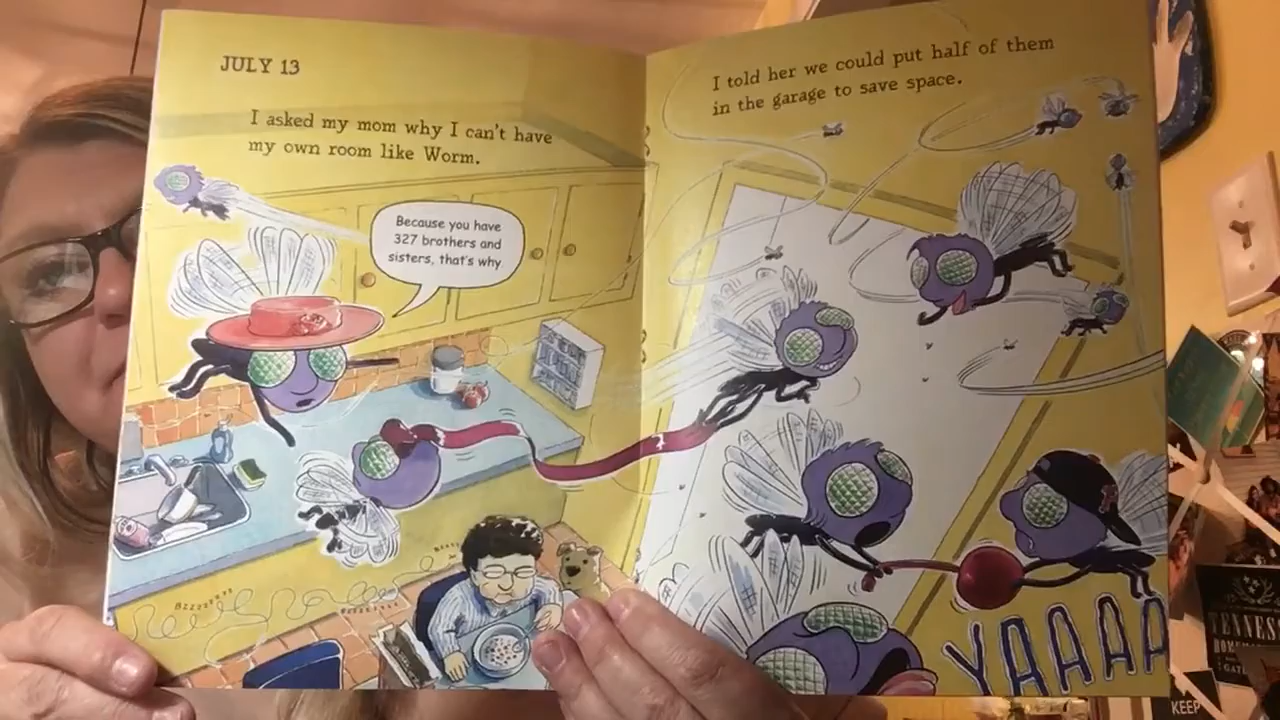 JULY 13
I asked my mom why I can't have
my own room like Worm.
Because you have
327 brothers and
sisters, that's why
I told her we could put half of them
in the garage to save space.
BZZZZZZZ
YAAAA
KEEP